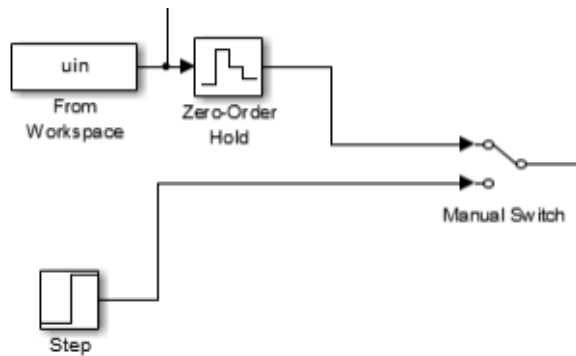 uin
From
Workspace
Zero-Order
Hold
Manual Switch
Step